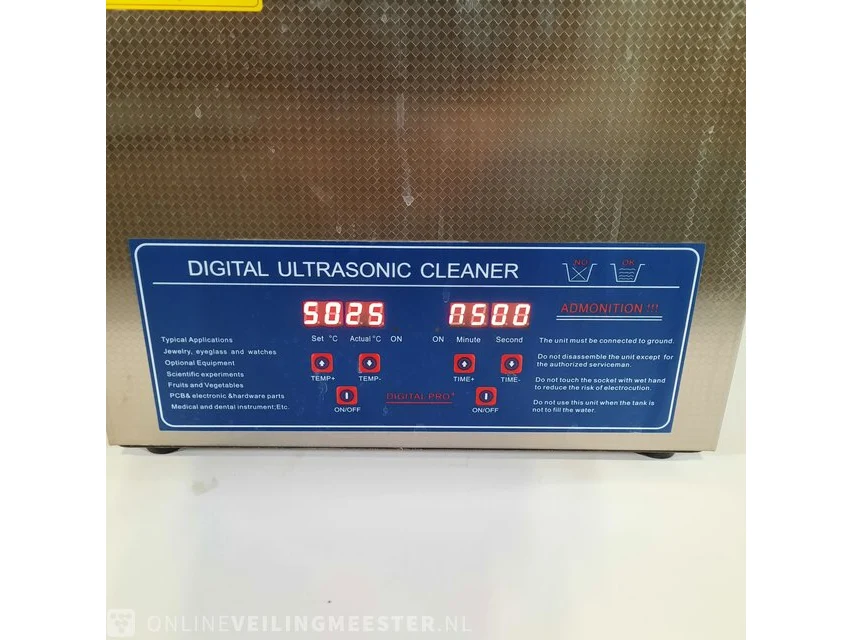 DIGITAL ULTRASONIC CLEANER
NO
OK
5025
0500
ADMONITION !!!
Set °C
Actual°C
ON
ON
Minute
Second
Typical Applications
Jewelry, eyeglass and watches
Optional Equipment
Scientific experiments
Fruits and Vegetables
PCB& electronic &hardware parts
Medical and dental instrument;Etc.
TEMP+
TEMP-
TIME+
TIME-
ON/OFF
DIGITAL PRO+
ON/OFF
The unit must be connected to ground.
Do not disassemble the unit except for
the authorized serviceman.
Do not touch the socket with wet hand
to reduce the risk of electrocution.
Do not use this unit when the tank is
not to fill the water.
ONLINEVEILINGMEESTER.NL